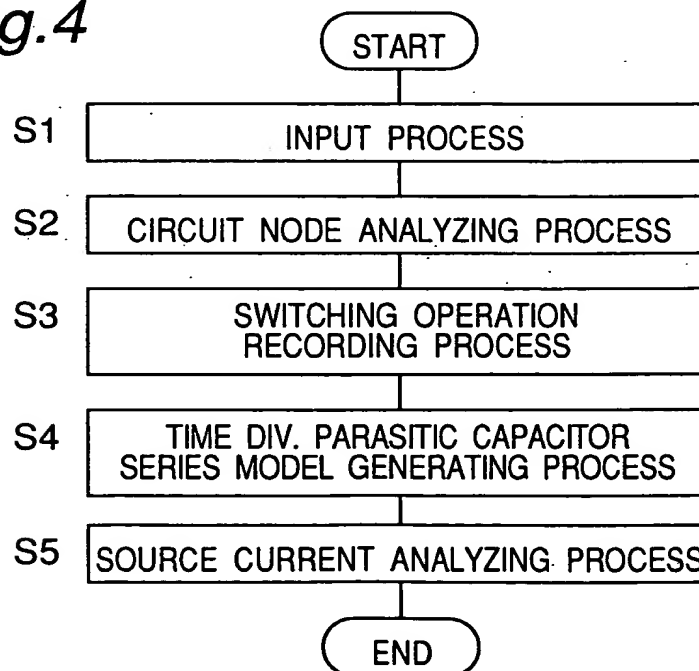 g.4
START
S1 INPUT PROCESS
S2 CIRCUIT NODE ANALYZING PROCESS
S3 SWITCHING OPERATION
RECORDING PROCESS
S4 TIME DIV. PARASITIC CAPACITOR
SERIES MODEL GENERATING PROCESS
S5 SOURCE CURRENT ANALYZING PROCESS
END